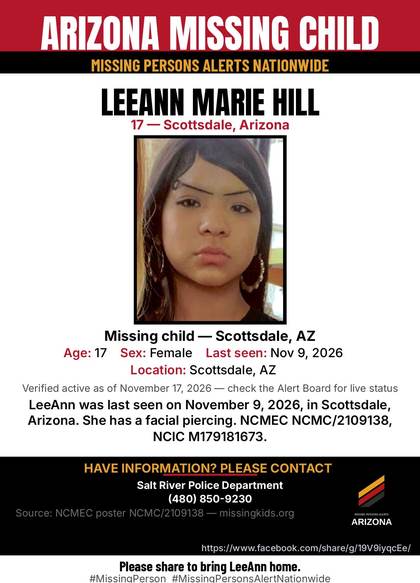 ARIZONA MISSING CHILD
MISSING PERSONS ALERTS NATIONWIDE
LEEANN MARIE HILL
17 — Scottsdale, Arizona
Missing child — Scottsdale, AZ
Age: 17 Sex: Female Last seen: Nov 9, 2026
Location: Scottsdale, AZ
Verified active as of November 17, 2026 — check the Alert Board for live status
LeeAnn was last seen on November 9, 2026, in Scottsdale,
Arizona. She has a facial piercing. NCMEC NCMC/2109138,
NCIC M179181673.
HAVE INFORMATION? PLEASE CONTACT
Salt River Police Department
(480) 850-9230
Source: NCMEC poster NCMC/2109138 — missingkids.org
ARIZONA
https://www.facebook.com/share/g/19V9iyqcEe/
Please share to bring LeeAnn home.
#MissingPerson #MissingPersonsAlertNationwide